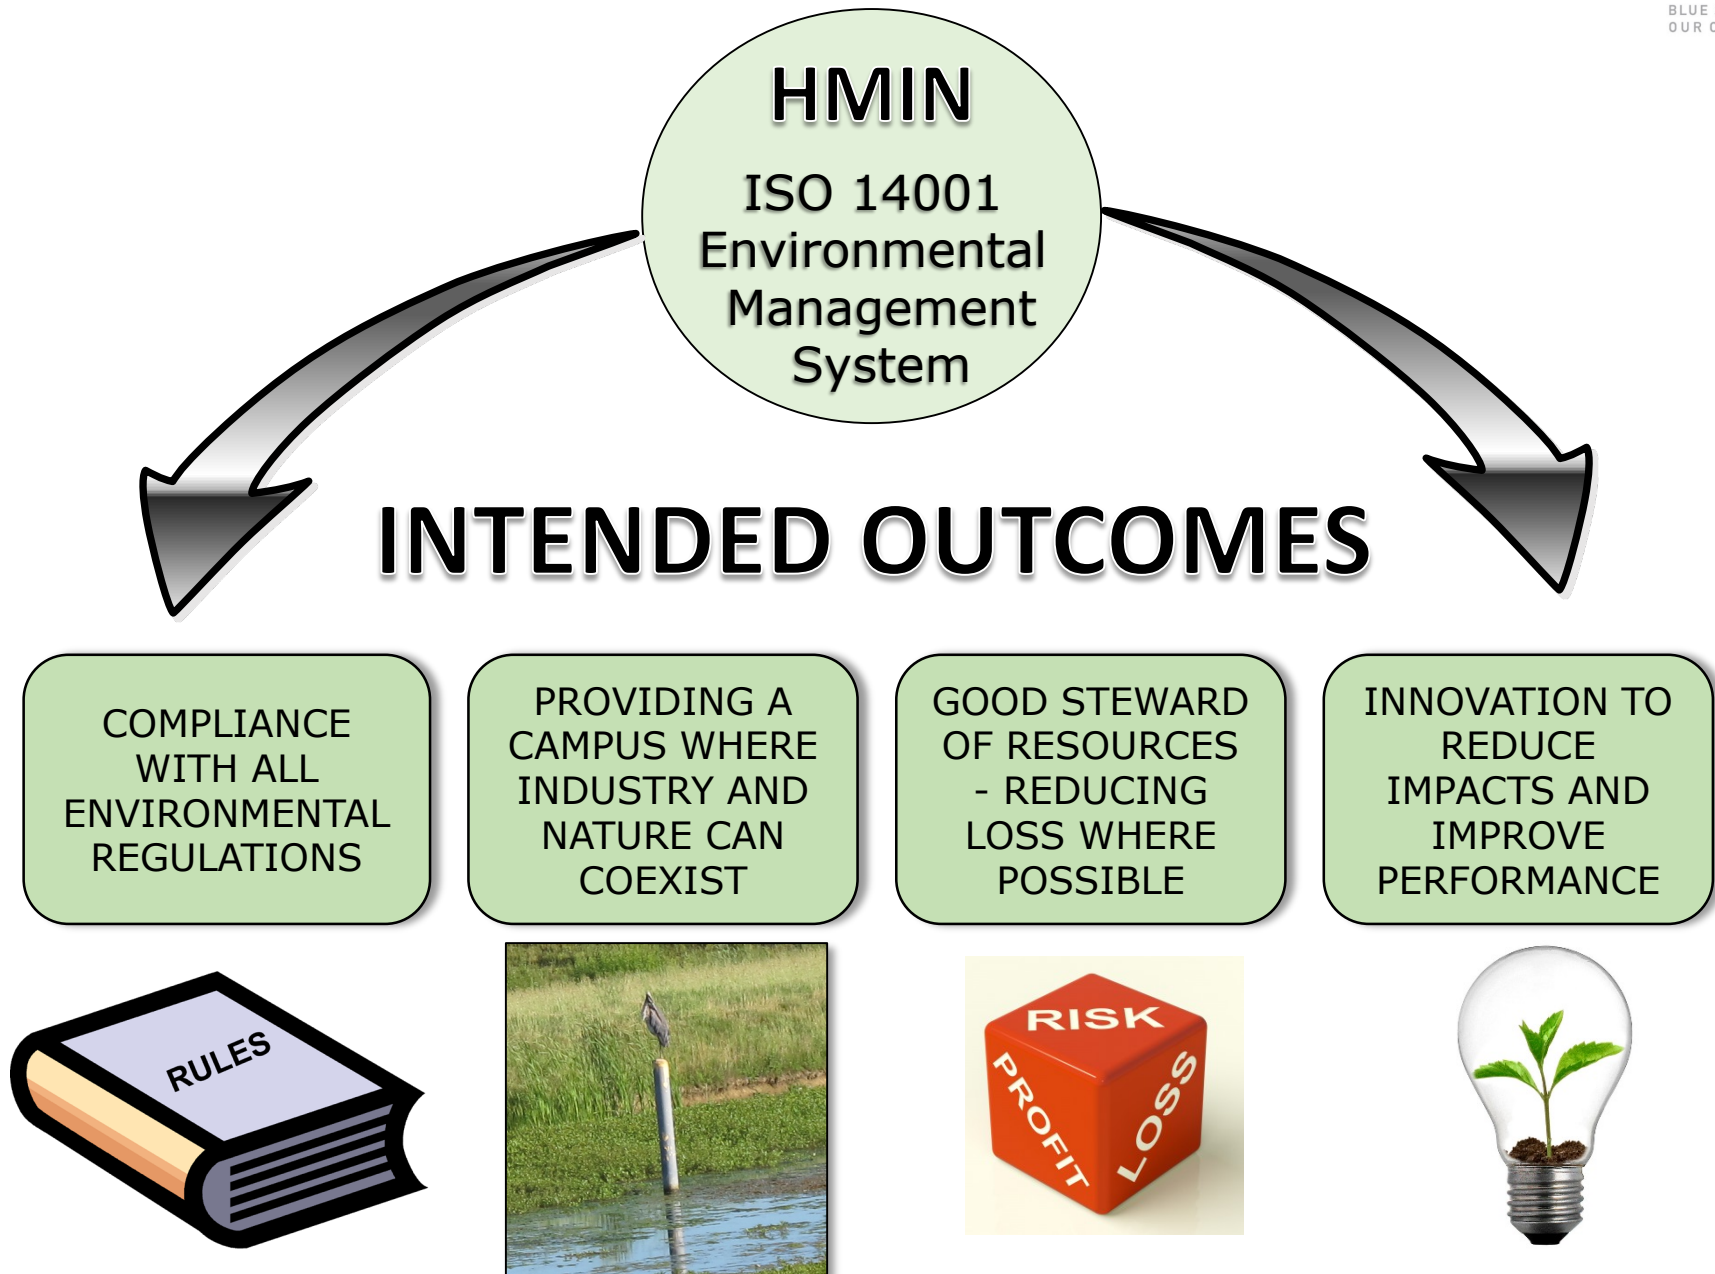 BLUE
OUR
HMIN
ISO 14001
Environmental
Management
System
INTENDED OUTCOMES
COMPLIANCE
WITH ALL
ENVIRONMENTAL
REGULATIONS
PROVIDING A
CAMPUS WHERE
INDUSTRY AND
NATURE CAN
COEXIST
GOOD STEWARD
OF RESOURCES
- REDUCING
LOSS WHERE
POSSIBLE
INNOVATION TO
REDUCE
IMPACTS AND
IMPROVE
PERFORMANCE
RULES
RISK
PROFIT
LOSS